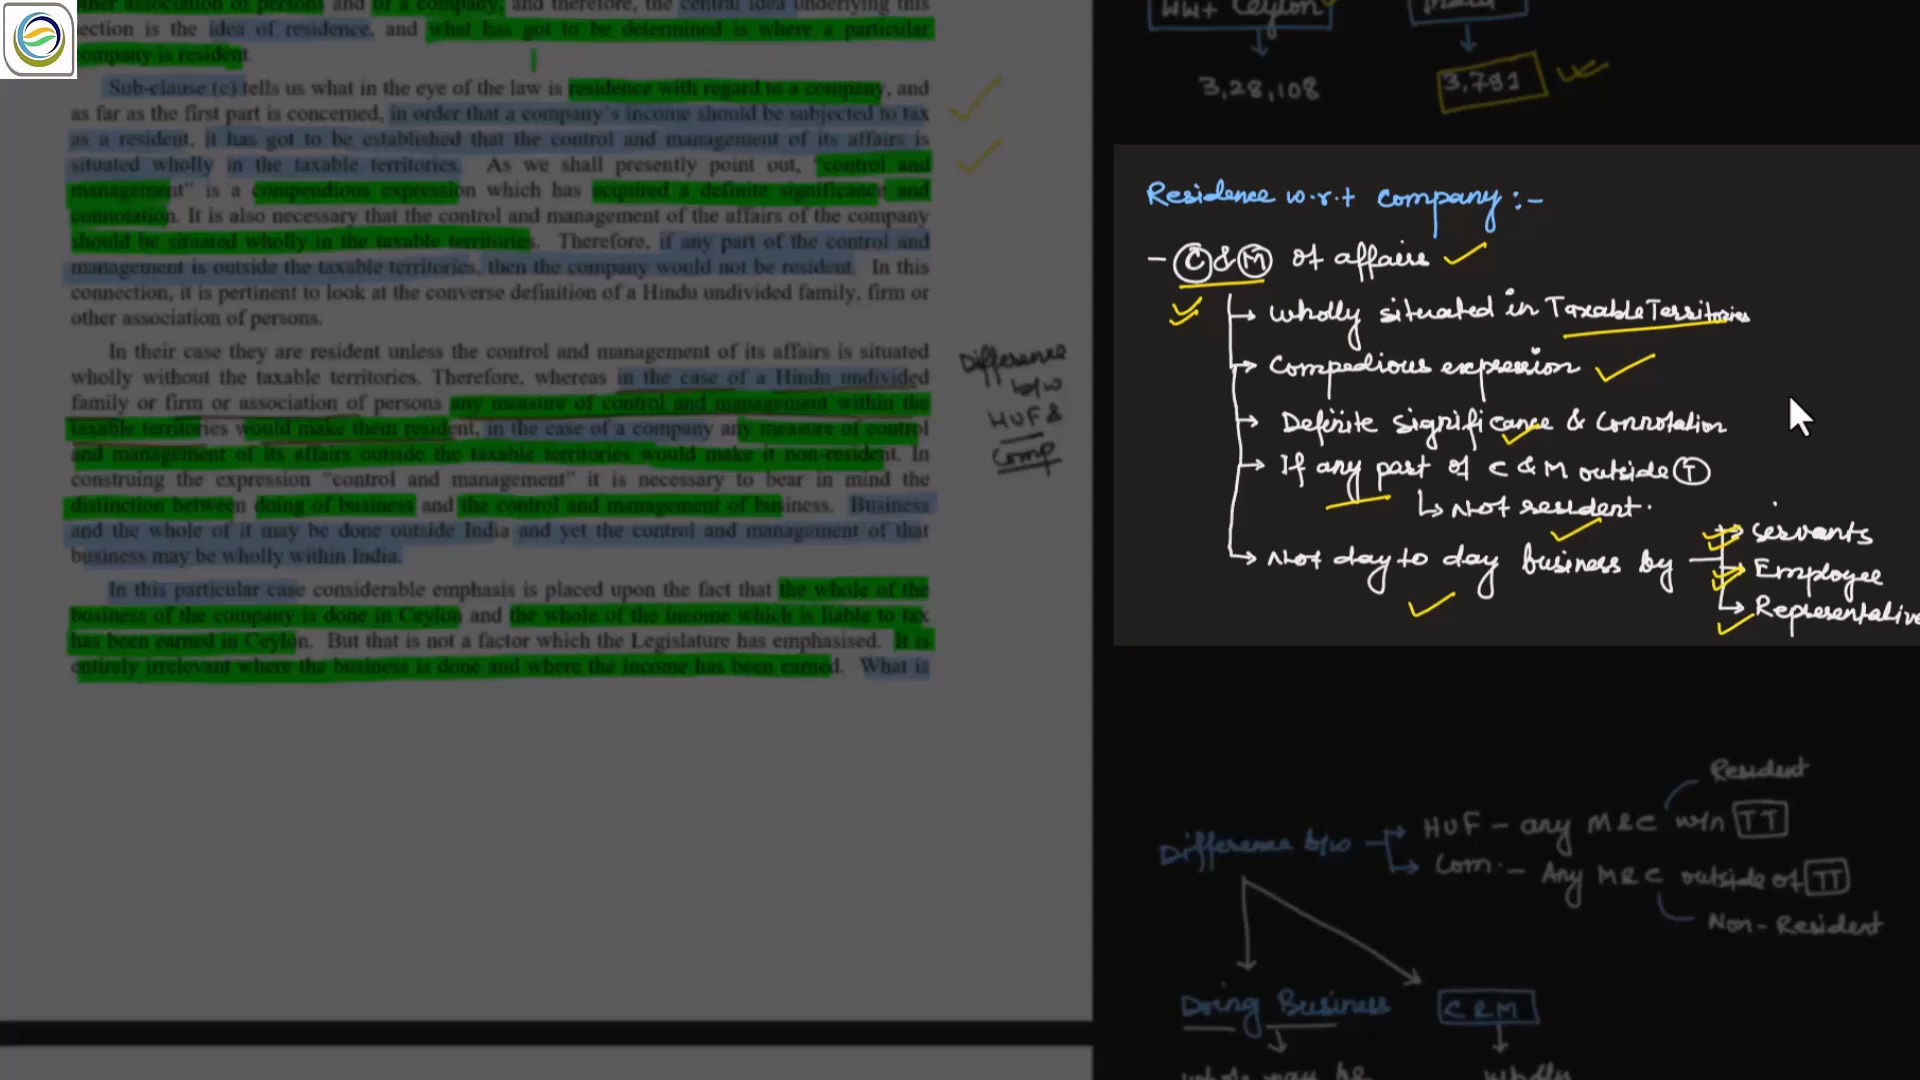 other association of persons and of a company, and therefore, the central idea underlying this
section is the idea of residence, and what has got to be determined is where a particular
company is resident.
Sub-clause (c) tells us what in the eye of the law is residence with regard to a company, and
as far as the first part is concerned, in order that a company's income should be subjected to tax
as a resident, it has got to be established that the control and management of its affairs is
situated wholly in the taxable territories. As we shall presently point out, "control and
management" is a compendious expression which has acquired a definite significance and
connotation. It is also necessary that the control and management of the affairs of the company
should be situated wholly in the taxable territories. Therefore, if any part of the control and
management is outside the taxable territories, then the company would not be resident. In this
connection, it is pertinent to look at the converse definition of a Hindu undivided family, firm or
other association of persons.
In their case they are resident unless the control and management of its affairs is situated
wholly without the taxable territories. Therefore, whereas in the case of a Hindu undivided
family or firm or association of persons any measure of control and management within the
taxable territories would make them resident, in the case of a company any measure of control
and management of its affairs outside the taxable territories would make it non-resident. In
construing the expression "control and management" it is necessary to bear in mind the
distinction between doing of business and the control and management of business. Business
and the whole of it may be done outside India and yet the control and management of that
business may be wholly within India.
In this particular case considerable emphasis is placed upon the fact that the whole of the
business of the company is done in Ceylon and the whole of the income which is liable to tax
has been earned in Ceylon. But that is not a factor which the Legislature has emphasised. It is
entirely irrelevant where the business is done and where the income has been earned. What is
Difference
b/w
HUF &
Comp
WW+ Ceylon
India
3,28,108
3,791
Residence w.r.t Company :-
- C & M of affairs
Wholly situated in Taxable Territories
Compedious expression
Definite significance & Connotation
If any part of C & M outside T
Not resident.
Not day to day business by
Servants
Employee
Representative
Resident
Difference b/w
HUF - any M&C w/n TT
Com. - Any M&C outside of TT
Non-Resident
Doing Business
C&M
whole may be
wholly